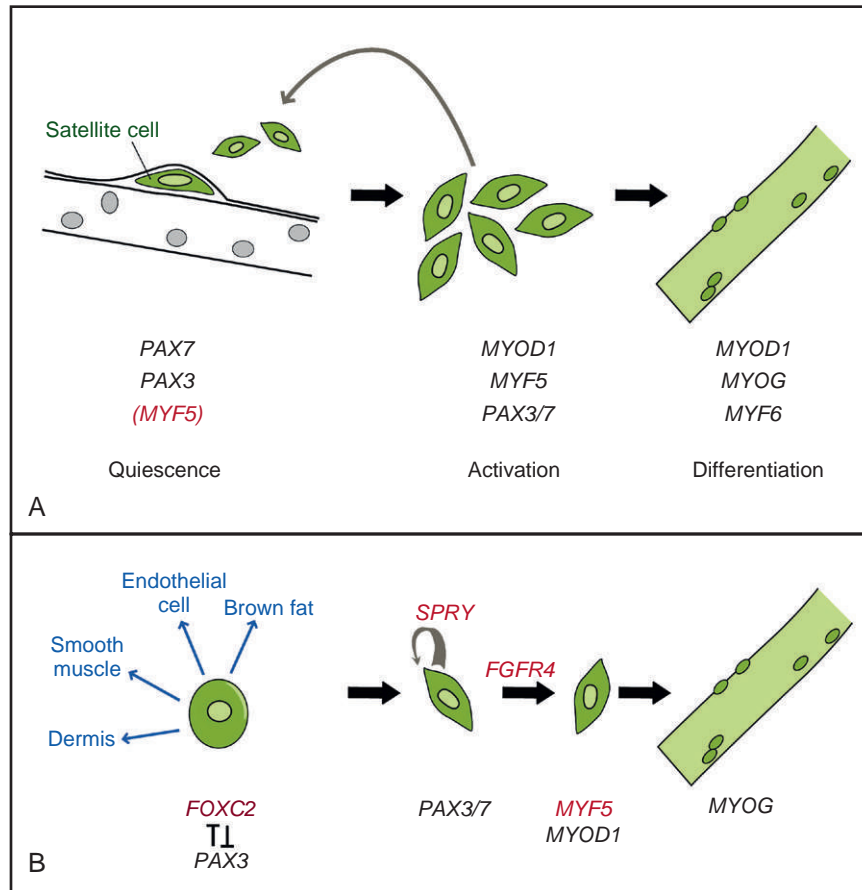 Satellite cell
PAX7
PAX3
(MYF5)
MYOD1
MYF5
PAX3/7
MYOD1
MYOG
MYF6
Quiescence
Activation
Differentiation
A
Endothelial
cell
Brown fat
Smooth
muscle
Dermis
SPRY
FGFR4
FOXC2
PAX3
PAX3/7
MYF5
MYOD1
MYOG
B